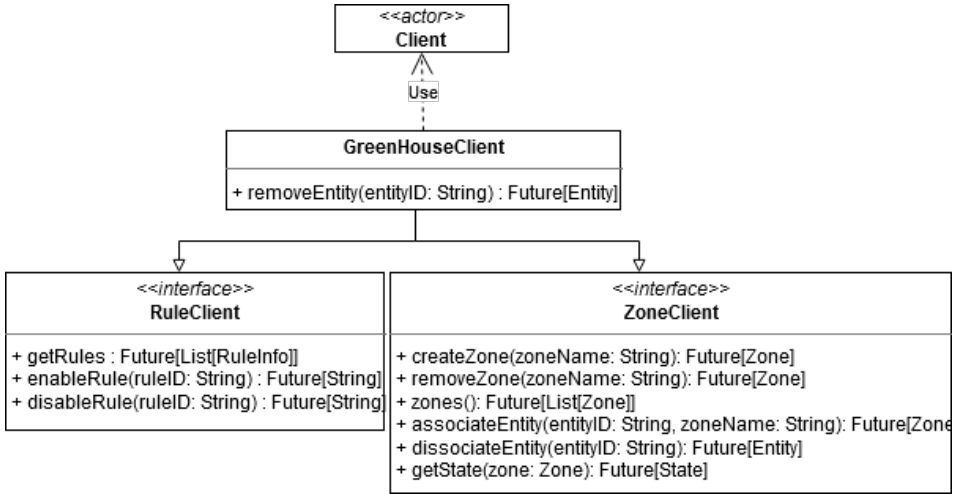 <<actor>>
Client
Use
GreenHouseClient
+ removeEntity(entityID: String) : Future[Entity]
<<interface>>
RuleClient
+ getRules : Future[List[RuleInfo]]
+ enableRule(ruleID: String) : Future[String]
+ disableRule(ruleID: String) : Future[String]
<<interface>>
ZoneClient
+ createZone(zoneName: String): Future[Zone]
+ removeZone(zoneName: String): Future[Zone]
+ zones(): Future[List[Zone]]
+ associateEntity(entityID: String, zoneName: String): Future[Zone
+ dissociateEntity(entityID: String): Future[Entity]
+ getState(zone: Zone): Future[State]